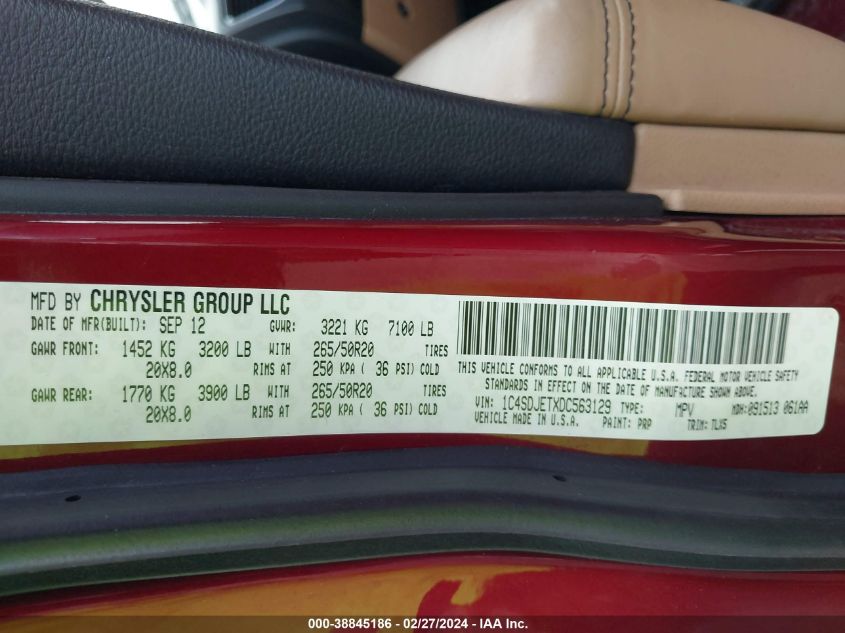 MFD BY CHRYSLER GROUP LLC
DATE OF MFR(BUILT): SEP 12 GVWR: 3221 KG 7100 LB
GAWR FRONT: 1452 KG 3200 LB WITH 265/50R20 TIRES
20X8.0 RIMS AT 250 KPA ( 36 PSI) COLD
GAWR REAR: 1770 KG 3900 LB WITH 265/50R20 TIRES
20X8.0 RIMS AT 250 KPA ( 36 PSI) COLD
THIS VEHICLE CONFORMS TO ALL APPLICABLE U.S.A. FEDERAL MOTOR VEHICLE SAFETY
STANDARDS IN EFFECT ON THE DATE OF MANUFACTURE SHOWN ABOVE.
VIN: 1C4SDJETXDC563129 TYPE: MPV MDH: 091513 061AA
VEHICLE MADE IN U.S.A. PAINT: PRP TRIM: TLX5
000-38845186 - 02/27/2024 - IAA Inc.